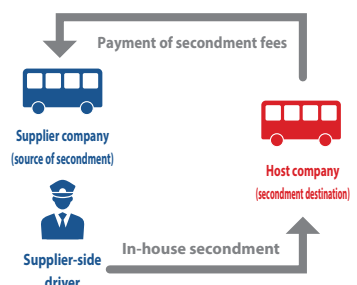 Payment of secondment fees
Supplier company
(source of secondment)
Host company
(secondment destination)
In-house secondment
Supplier-side
driver